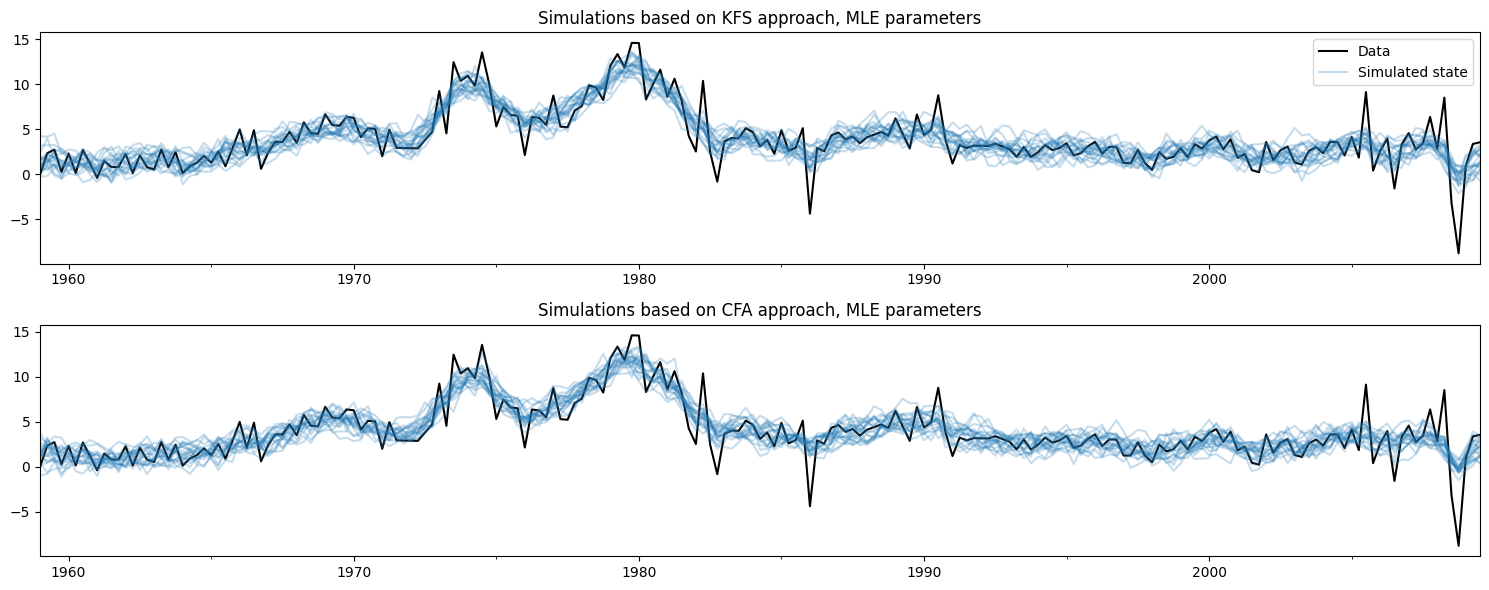 Simulations based on KFS approach, MLE parameters
15
10
5
0
−5
Data
Simulated state
1960 1970 1980 1990 2000
Simulations based on CFA approach, MLE parameters
15
10
5
0
−5
1960 1970 1980 1990 2000